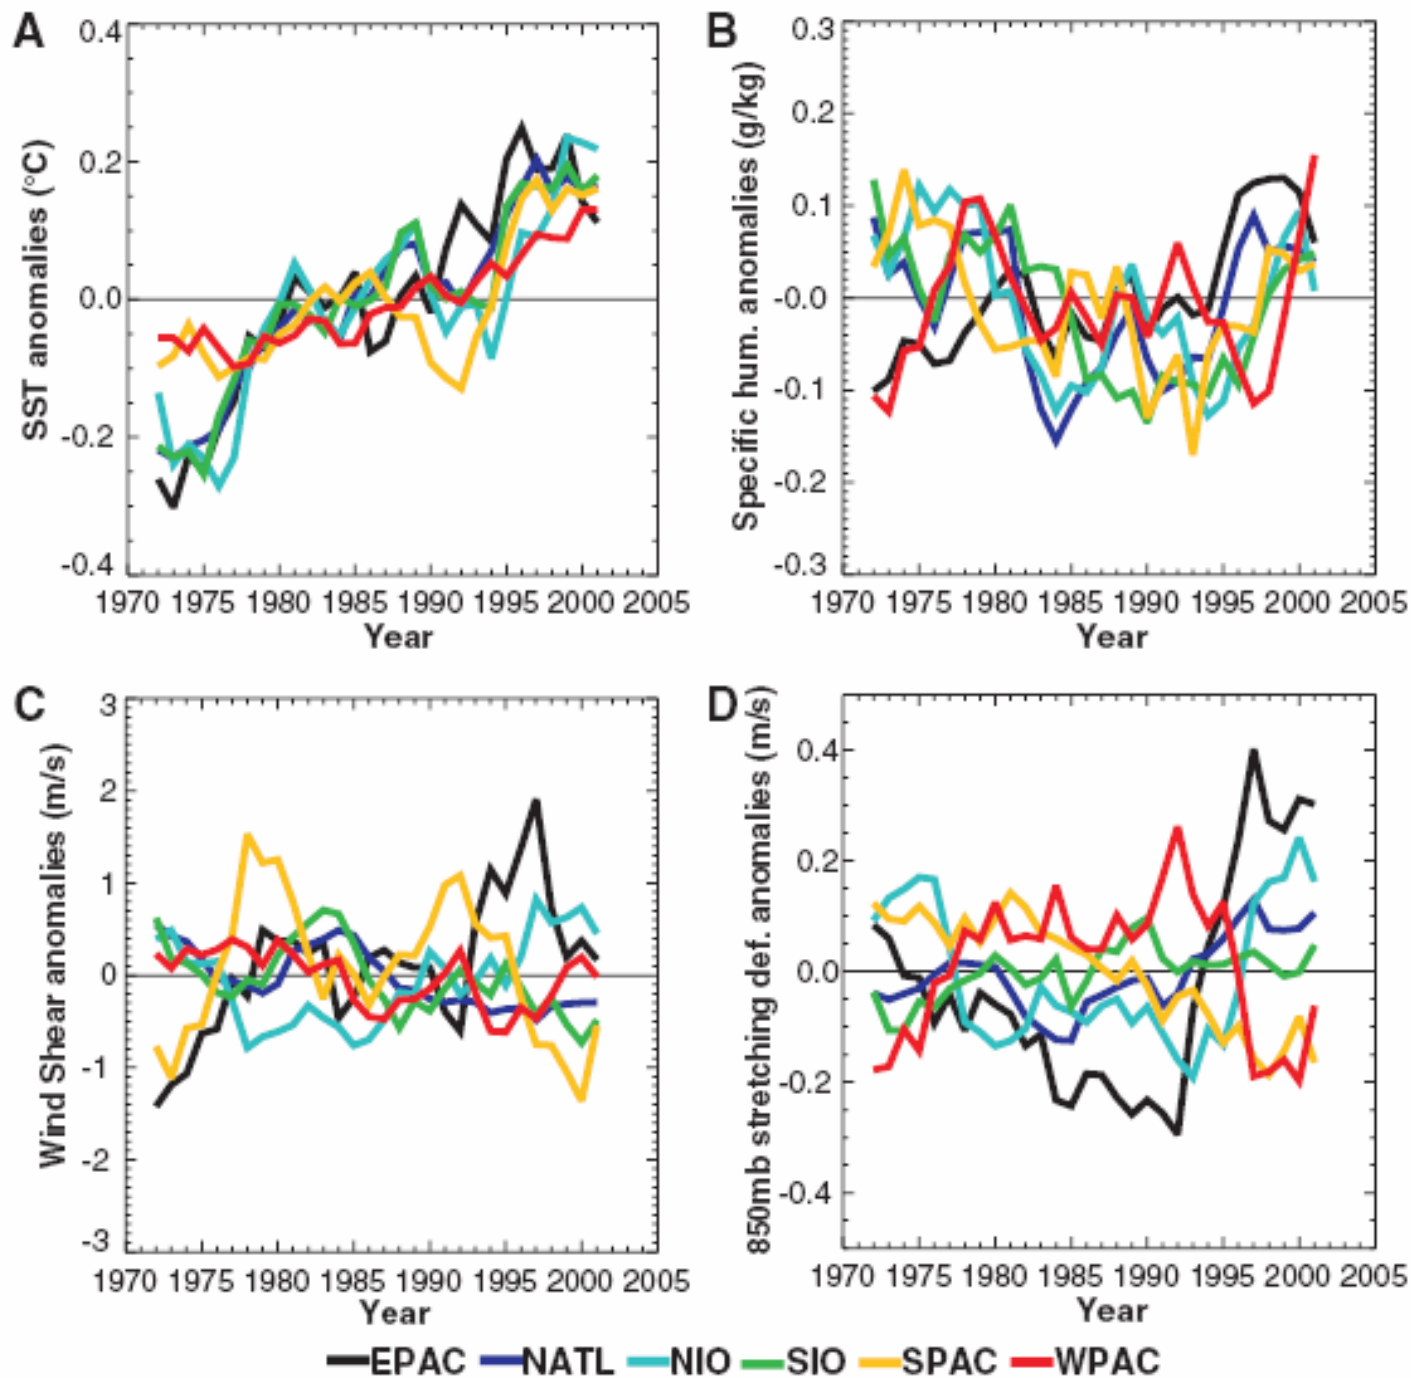 A
0.4
0.2
0.0
-0.2
-0.4
SST anomalies (°C)
1970 1975 1980 1985 1990 1995 2000 2005
Year
B
0.3
0.2
0.1
-0.0
-0.1
-0.2
-0.3
Specific hum. anomalies (g/kg)
1970 1975 1980 1985 1990 1995 2000 2005
Year
C
3
2
1
0
-1
-2
-3
Wind Shear anomalies (m/s)
1970 1975 1980 1985 1990 1995 2000 2005
Year
D
0.4
0.2
0.0
-0.2
-0.4
850mb stretching def. anomalies (m/s)
1970 1975 1980 1985 1990 1995 2000 2005
Year
EPAC NATL NIO SIO SPAC WPAC